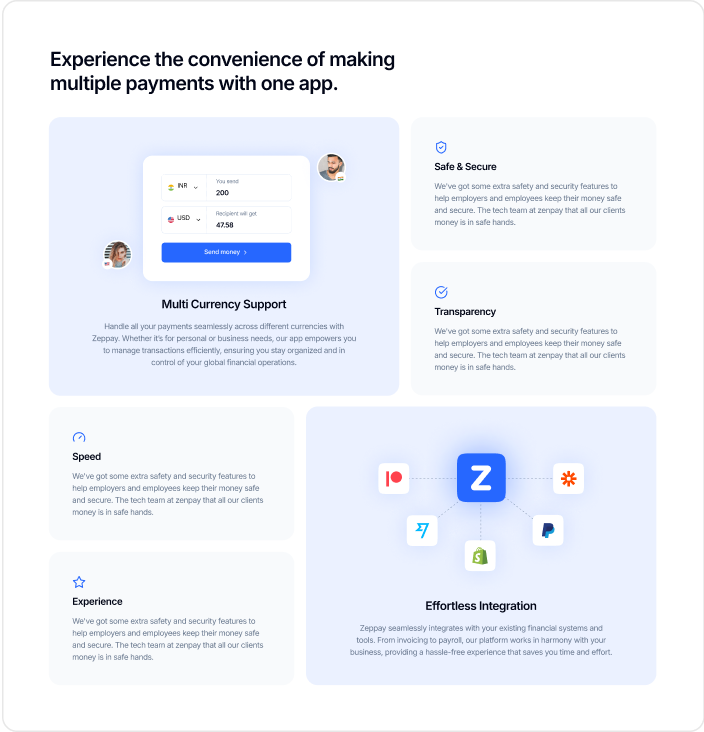 Experience the convenience of making
multiple payments with one app.
INR
You send
200
USD
Recipient will get
47.58
Send money
Multi Currency Support
Handle all your payments seamlessly across different currencies with
Zeppay. Whether it's for personal or business needs, our app empowers you
to manage transactions efficiently, ensuring you stay organized and in
control of your global financial operations.
Safe & Secure
We've got some extra safety and security features to
help employers and employees keep their money safe
and secure. The tech team at zenpay that all our clients
money is in safe hands.
Transparency
We've got some extra safety and security features to
help employers and employees keep their money safe
and secure. The tech team at zenpay that all our clients
money is in safe hands.
Speed
We've got some extra safety and security features to
help employers and employees keep their money safe
and secure. The tech team at zenpay that all our clients
money is in safe hands.
Experience
We've got some extra safety and security features to
help employers and employees keep their money safe
and secure. The tech team at zenpay that all our clients
money is in safe hands.
Z
Effortless Integration
Zeppay seamlessly integrates with your existing financial systems and
tools. From invoicing to payroll, our platform works in harmony with your
business, providing a hassle-free experience that saves you time and effort.